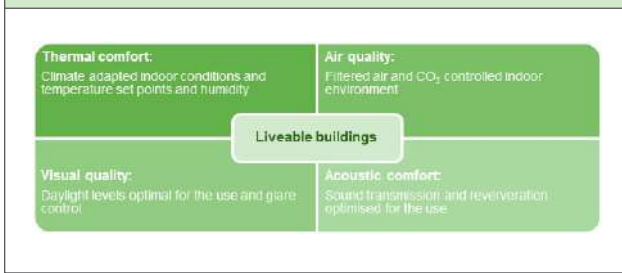 Thermal comfort:
Climate adapted indoor conditions and
temperature set points and humidity
Air quality:
Filtered air and CO₂ controlled indoor
environment
Liveable buildings
Visual quality:
Daylight levels optimal for the use and glare
control
Acoustic comfort:
Sound transmission and reververation
optimised for the use